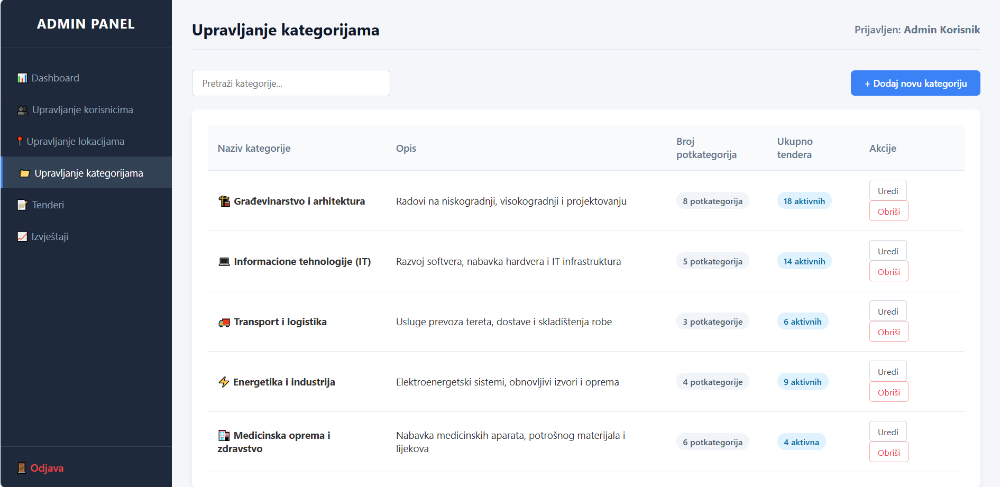 ADMIN PANEL
Dashboard
Upravljanje korisnicima
Upravljanje lokacijama
Upravljanje kategorijama
Tenderi
Izvještaji
Odjava
Upravljanje kategorijama
Prijavljen: Admin Korisnik
Pretraži kategorije...
+ Dodaj novu kategoriju
Naziv kategorije
Opis
Broj
potkategorija
Ukupno
tendera
Akcije
Građevinarstvo i arhitektura
Radovi na niskogradnji, visokogradnji i projektovanju
8 potkategorija
18 aktivnih
Uredi
Obriši
Informacione tehnologije (IT)
Razvoj softvera, nabavka hardvera i IT infrastruktura
5 potkategorija
14 aktivnih
Uredi
Obriši
Transport i logistika
Usluge prevoza tereta, dostave i skladištenja robe
3 potkategorije
6 aktivnih
Uredi
Obriši
Energetika i industrija
Elektroenergetski sistemi, obnovljivi izvori i oprema
4 potkategorije
9 aktivnih
Uredi
Obriši
Medicinska oprema i
zdravstvo
Nabavka medicinskih aparata, potrošnog materijala i
lijekova
6 potkategorija
4 aktivna
Uredi
Obriši